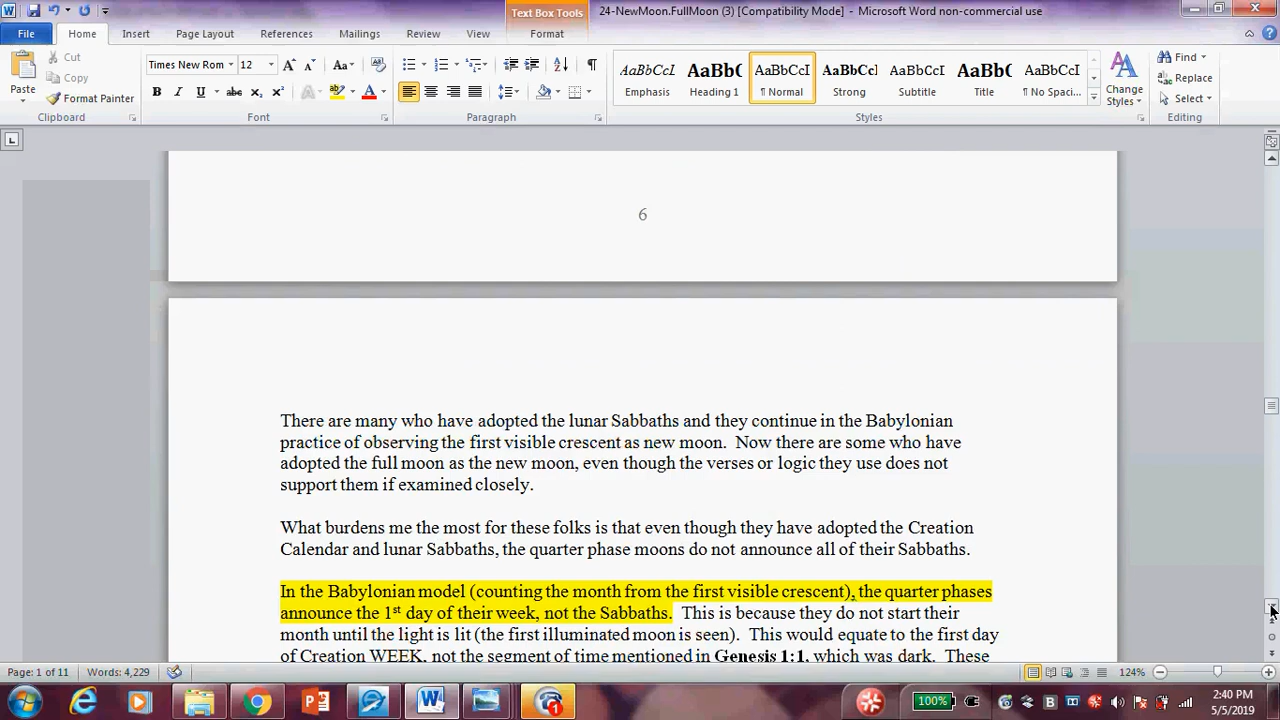 Text Box Tools
24-NewMoon.FullMoon (3) [Compatibility Mode] - Microsoft Word non-commercial use
File Home Insert Page Layout References Mailings Review View Format
Cut
Copy
Format Painter
Paste
Clipboard
Times New Rom 12
Font
Paragraph
AaBbCcI AaBb( AaBbCcI AaBbCc AaBbCcI AaBb( AaBbCcI
Emphasis Heading 1 ¶ Normal Strong Subtitle Title ¶ No Spaci...
Change Styles
Styles
Find
Replace
Select
Editing
6
There are many who have adopted the lunar Sabbaths and they continue in the Babylonian
practice of observing the first visible crescent as new moon.  Now there are some who have
adopted the full moon as the new moon, even though the verses or logic they use does not
support them if examined closely.
What burdens me the most for these folks is that even though they have adopted the Creation
Calendar and lunar Sabbaths, the quarter phase moons do not announce all of their Sabbaths.
In the Babylonian model (counting the month from the first visible crescent), the quarter phases
announce the 1st day of their week, not the Sabbaths.  This is because they do not start their
month until the light is lit (the first illuminated moon is seen).  This would equate to the first day
of Creation WEEK, not the segment of time mentioned in Genesis 1:1, which was dark.  These
Page: 1 of 11 Words: 4,229 124%
100%
2:40 PM
5/5/2019